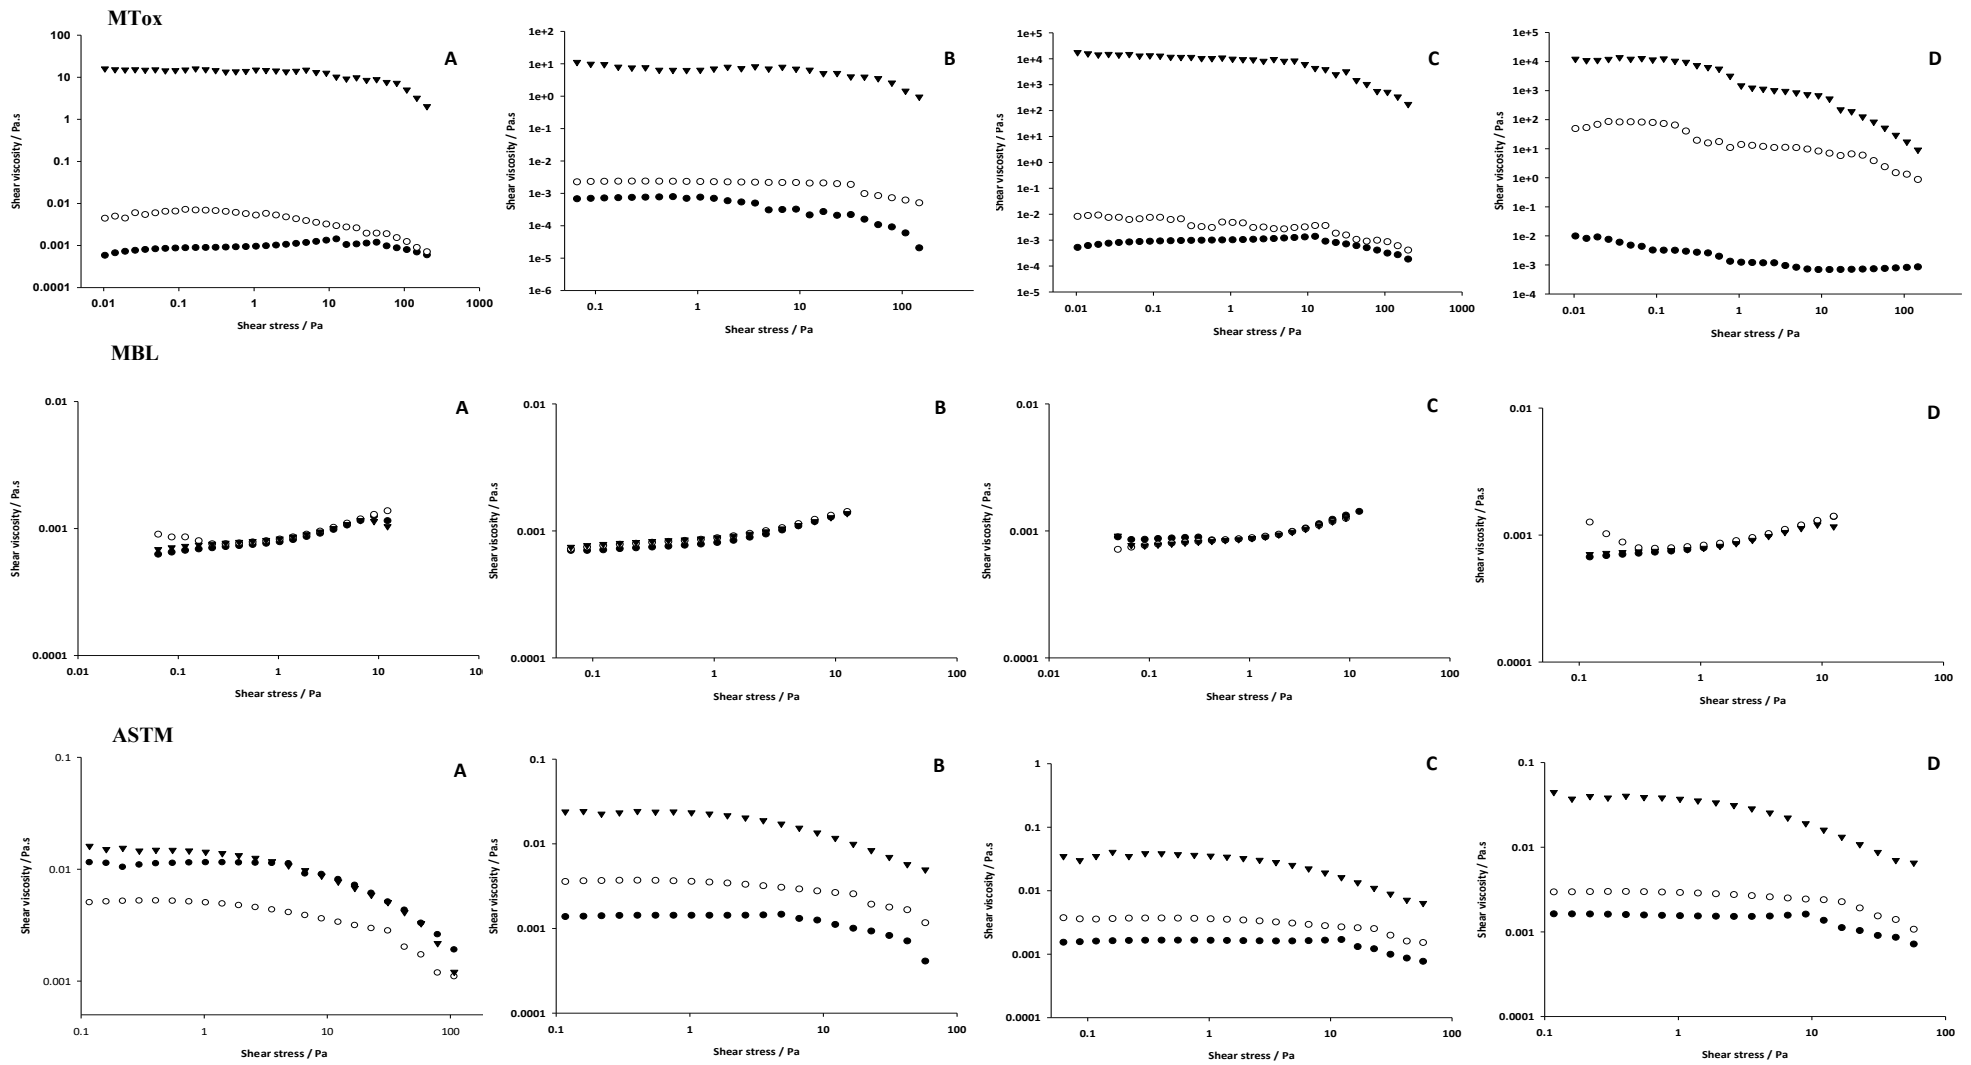 MTox
A
100
10
1
0.1
0.01
0.001
0.0001
0.01 0.1 1 10 100 1000
Shear viscosity / Pa.s
Shear stress / Pa
B
1e+2
1e+1
1e+0
1e-1
1e-2
1e-3
1e-4
1e-5
1e-6
0.1 1 10 100
Shear viscosity / Pa.s
Shear stress / Pa
C
1e+5
1e+4
1e+3
1e+2
1e+1
1e+0
1e-1
1e-2
1e-3
1e-4
1e-5
0.01 0.1 1 10 100 1000
Shear viscosity / Pa.s
Shear stress / Pa
D
1e+5
1e+4
1e+3
1e+2
1e+1
1e+0
1e-1
1e-2
1e-3
1e-4
0.01 0.1 1 10 100
Shear viscosity / Pa.s
Shear stress / Pa
MBL
A
0.01
0.001
0.0001
0.01 0.1 1 10 10
Shear viscosity / Pa.s
Shear stress / Pa
B
0.01
0.001
0.0001
0.1 1 10 100
Shear viscosity / Pa.s
Shear stress / Pa
C
0.01
0.001
0.0001
0.01 0.1 1 10 100
Shear viscosity / Pa.s
Shear stress / Pa
D
0.01
0.001
0.0001
0.1 1 10 100
Shear viscosity / Pa.s
Shear stress / Pa
ASTM
A
0.1
0.01
0.001
0.1 1 10 100
Shear viscosity / Pa.s
Shear stress / Pa
B
0.1
0.01
0.001
0.0001
0.1 1 10 100
Shear viscosity / Pa.s
Shear stress / Pa
C
1
0.1
0.01
0.001
0.0001
0.1 1 10 100
Shear viscosity / Pa.s
Shear stress / Pa
D
0.1
0.01
0.001
0.0001
0.1 1 10 100
Shear viscosity / Pa.s
Shear stress / Pa